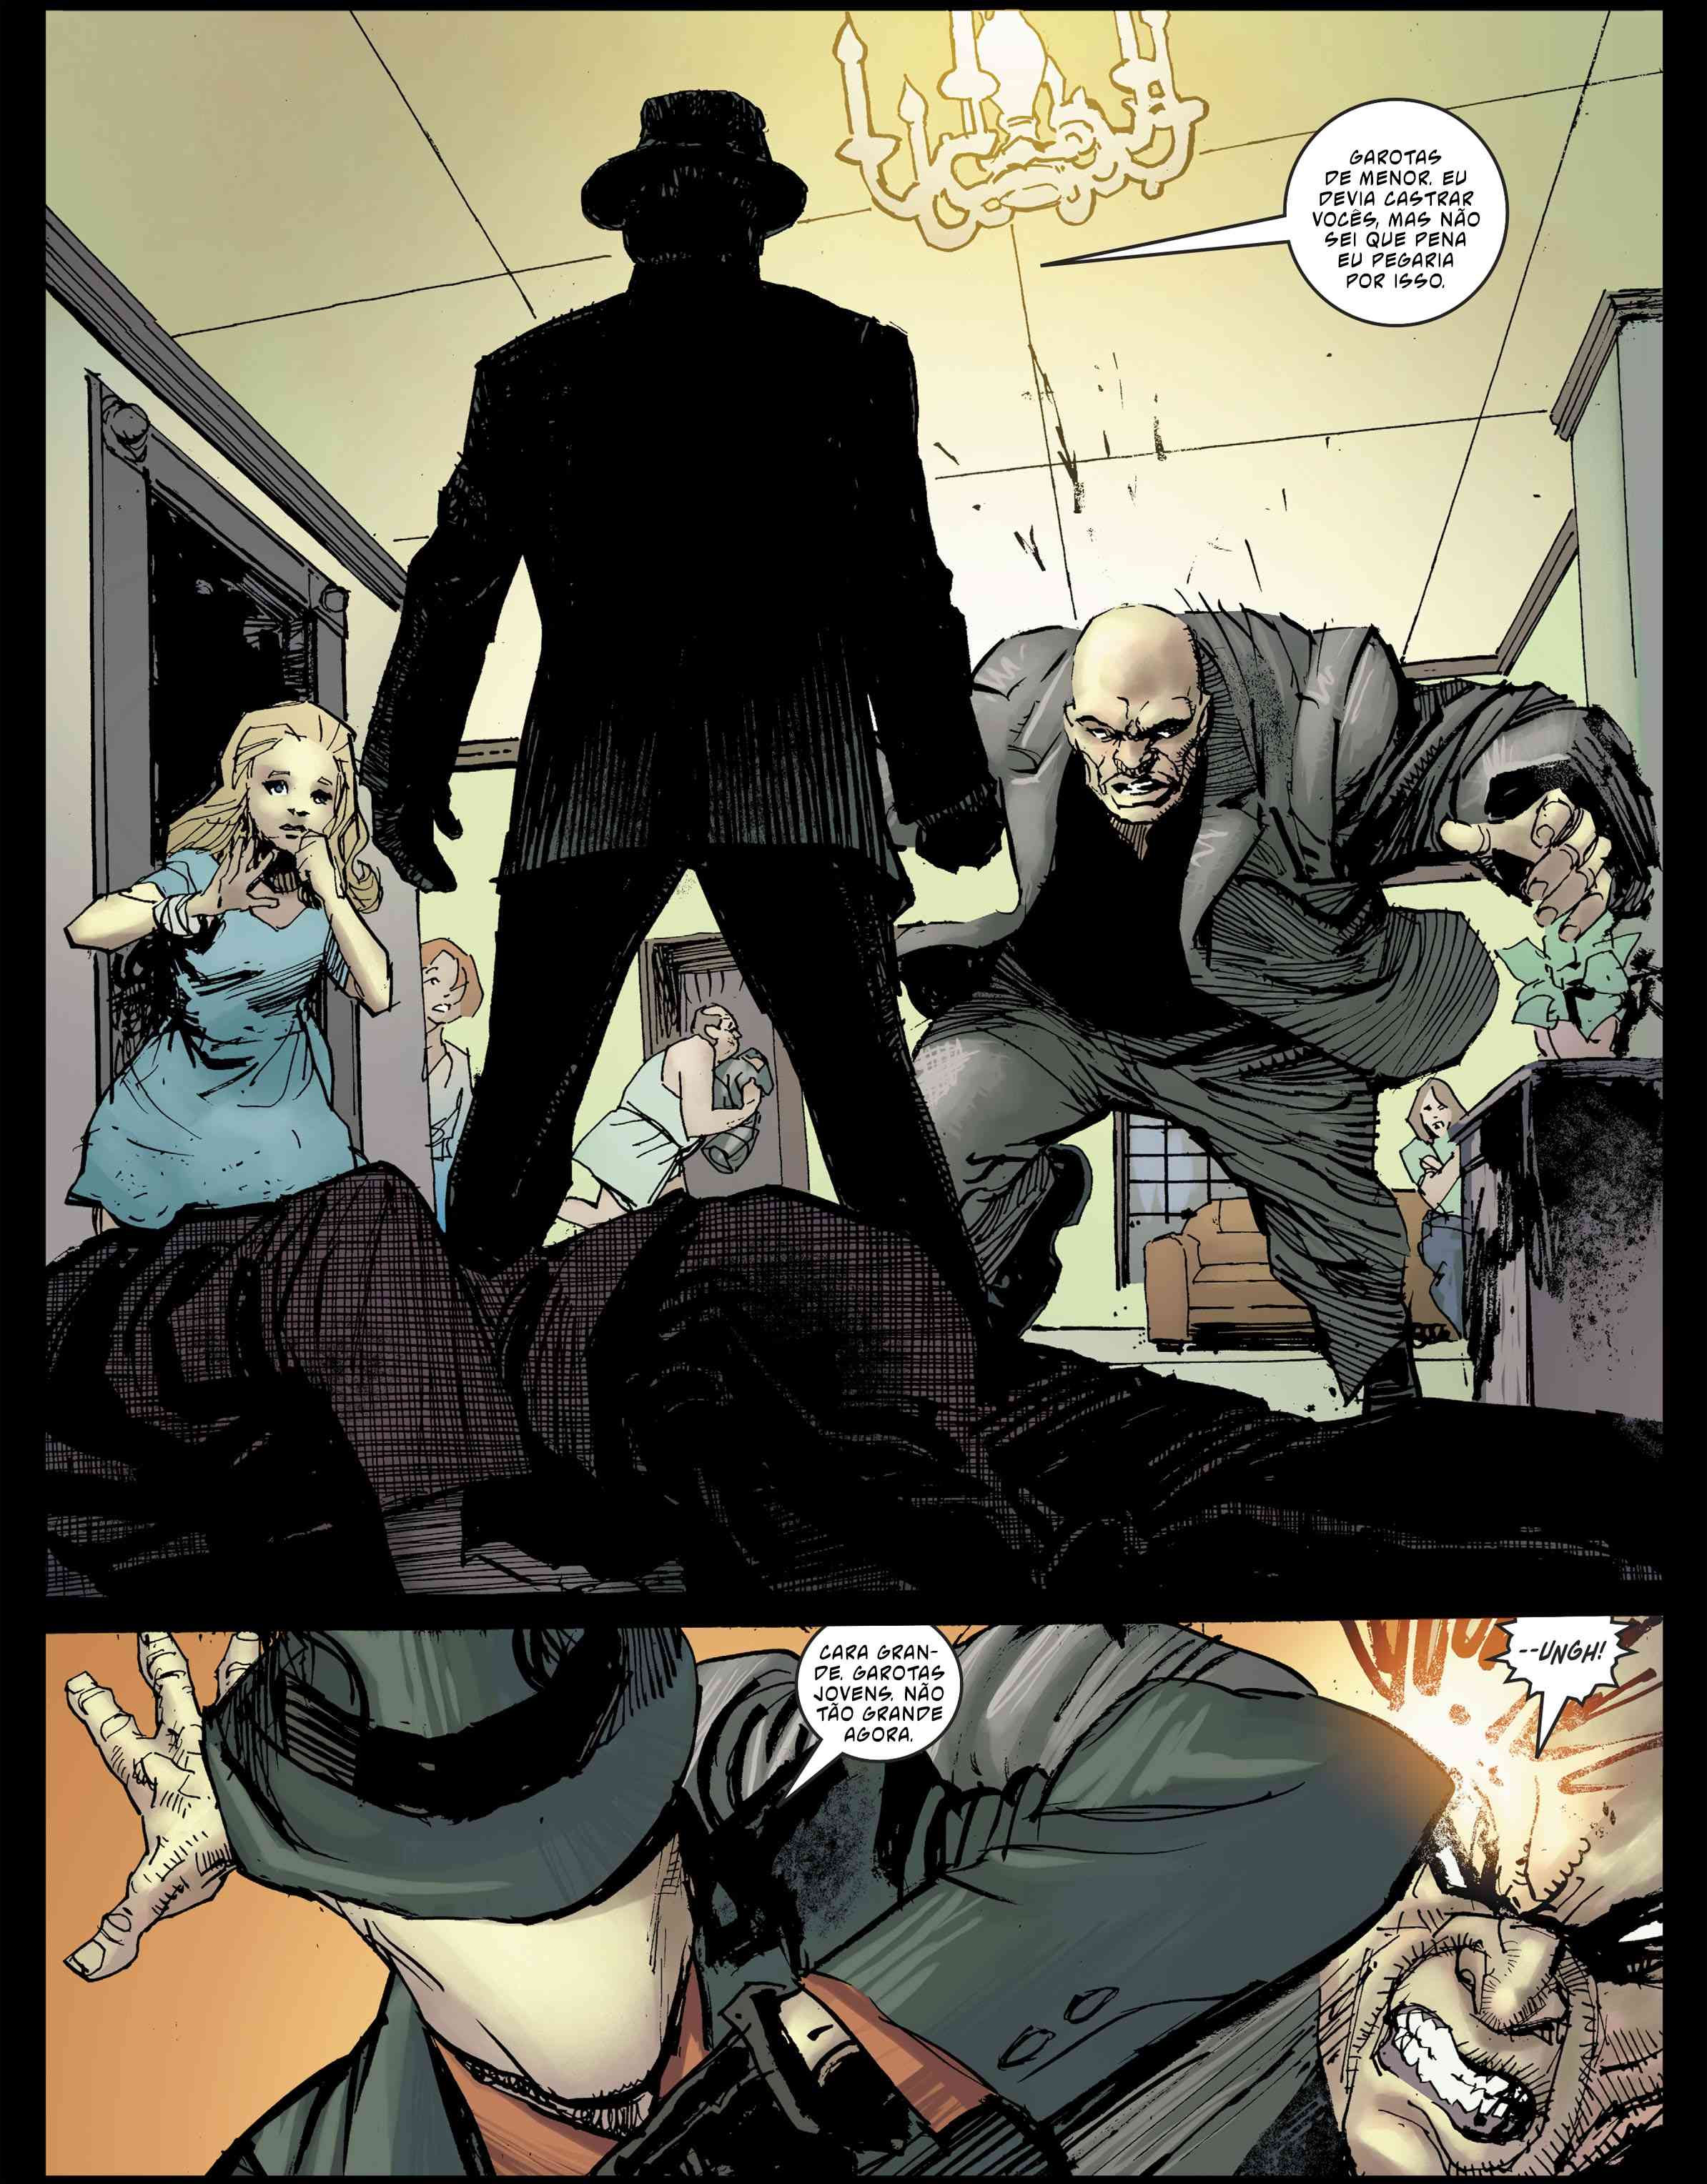 GAROTAS
DE MENOR. EU
DEVIA CASTRAR
VOCÊS, MAS NÃO
SEI QUE PENA
EU PEGARIA
POR ISSO.
CARA GRAN-
DE. GAROTAS
JOVENS. NÃO
TÃO GRANDE
AGORA.
--UNGH!